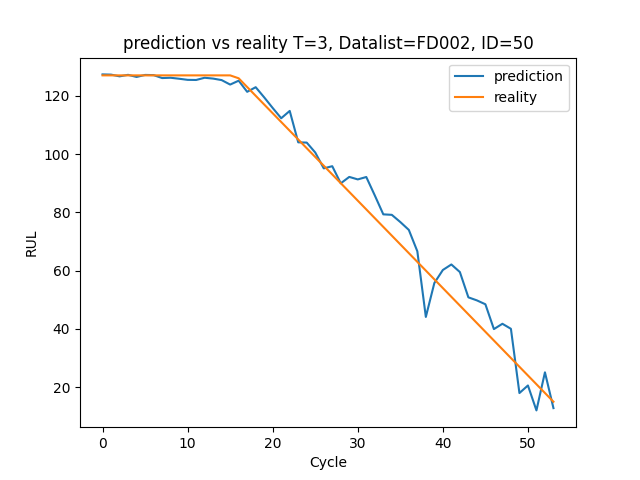 prediction vs reality T=3, Datalist=FD002, ID=50
prediction
reality
120
100
80
60
40
20
RUL
0 10 20 30 40 50
Cycle